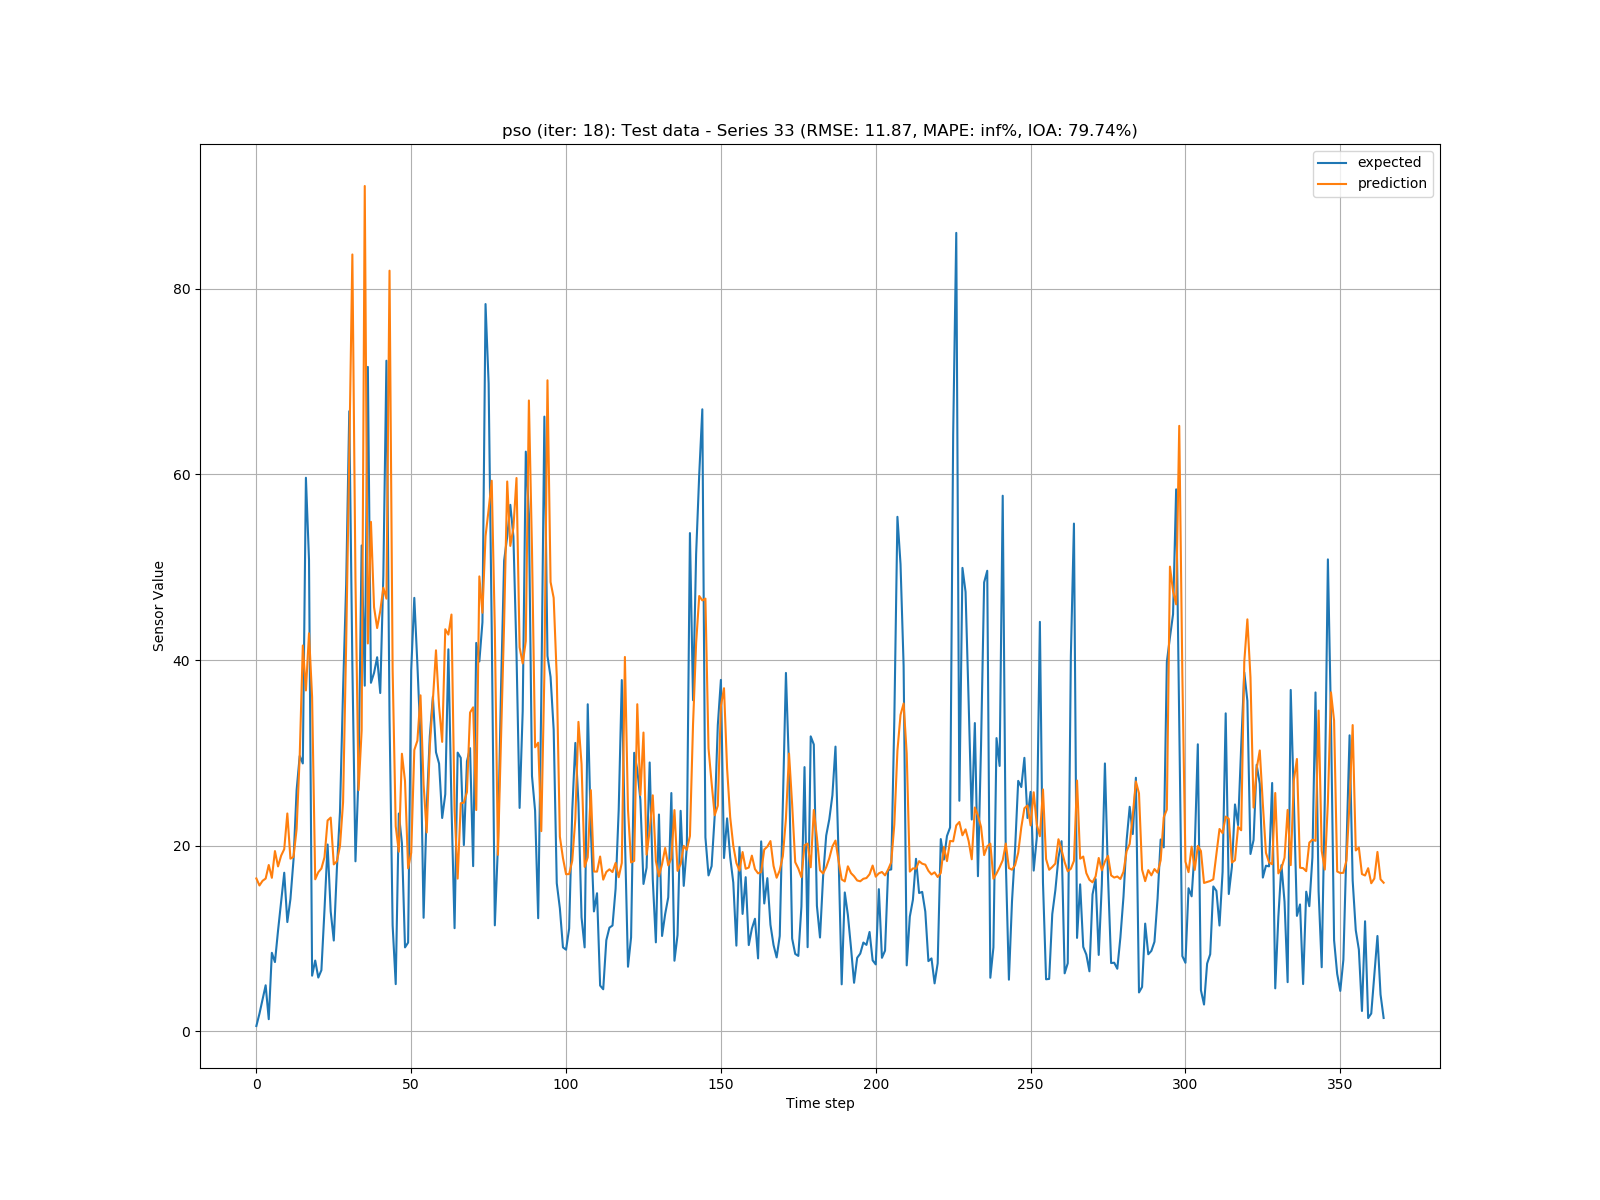 pso (iter: 18): Test data - Series 33 (RMSE: 11.87, MAPE: inf%, IOA: 79.74%)
expected
prediction
80
60
40
20
0
Sensor Value
0 50 100 150 200 250 300 350
Time step